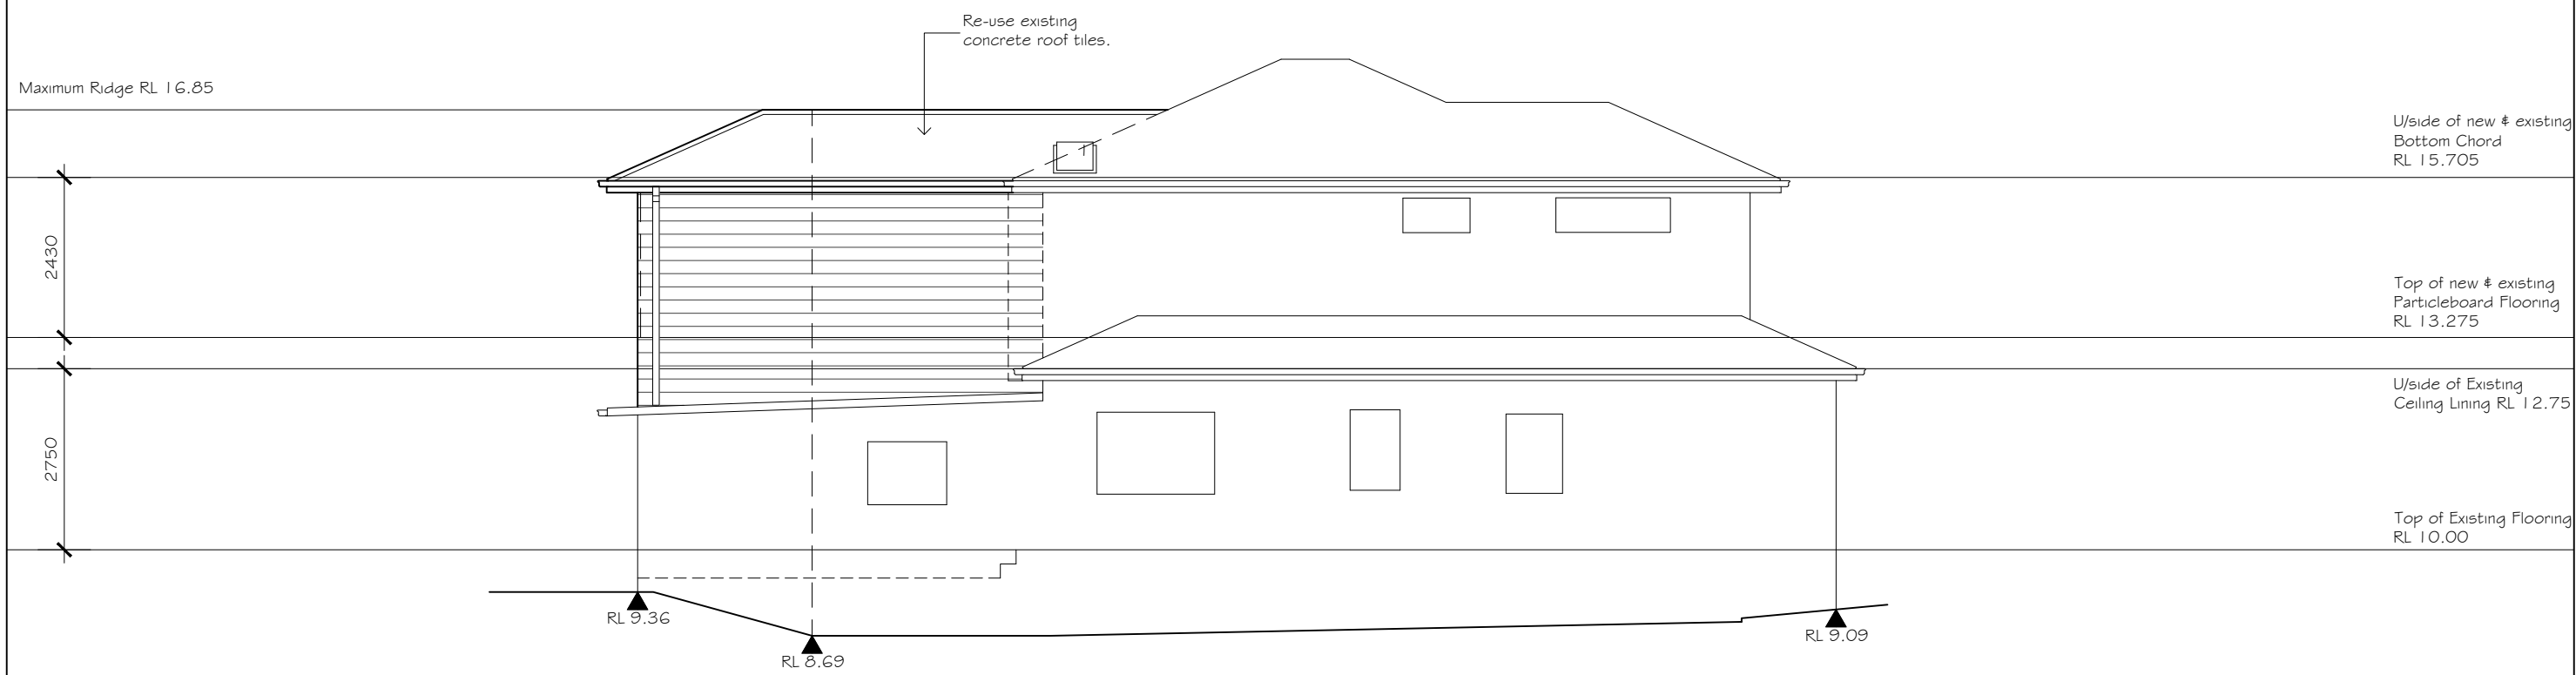 Re-use existing
concrete roof tiles.
Maximum Ridge RL 16.85
U/side of new & existing
Bottom Chord
RL 15.705
2430
Top of new & existing
Particleboard Flooring
RL 13.275
U/side of Existing
Ceiling Lining RL 12.75
2750
Top of Existing Flooring
RL 10.00
RL 9.36
RL 8.69
RL 9.09